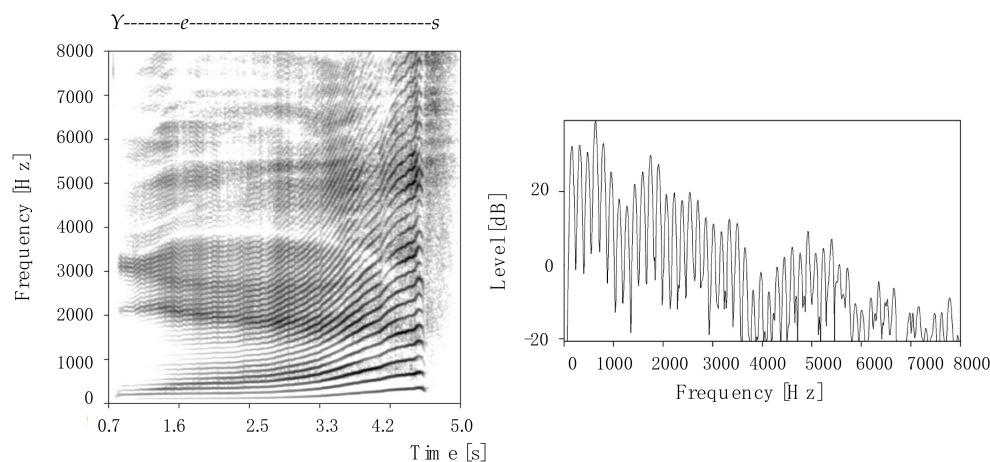 Y--------e----------------------------------s
8000
7000
6000
5000
4000
3000
2000
1000
0
Frequency [Hz]
0.7 1.6 2.5 3.3 4.2 5.0
Time [s]
20
0
-20
Level [dB]
0 1000 2000 3000 4000 5000 6000 7000 8000
Frequency [Hz]